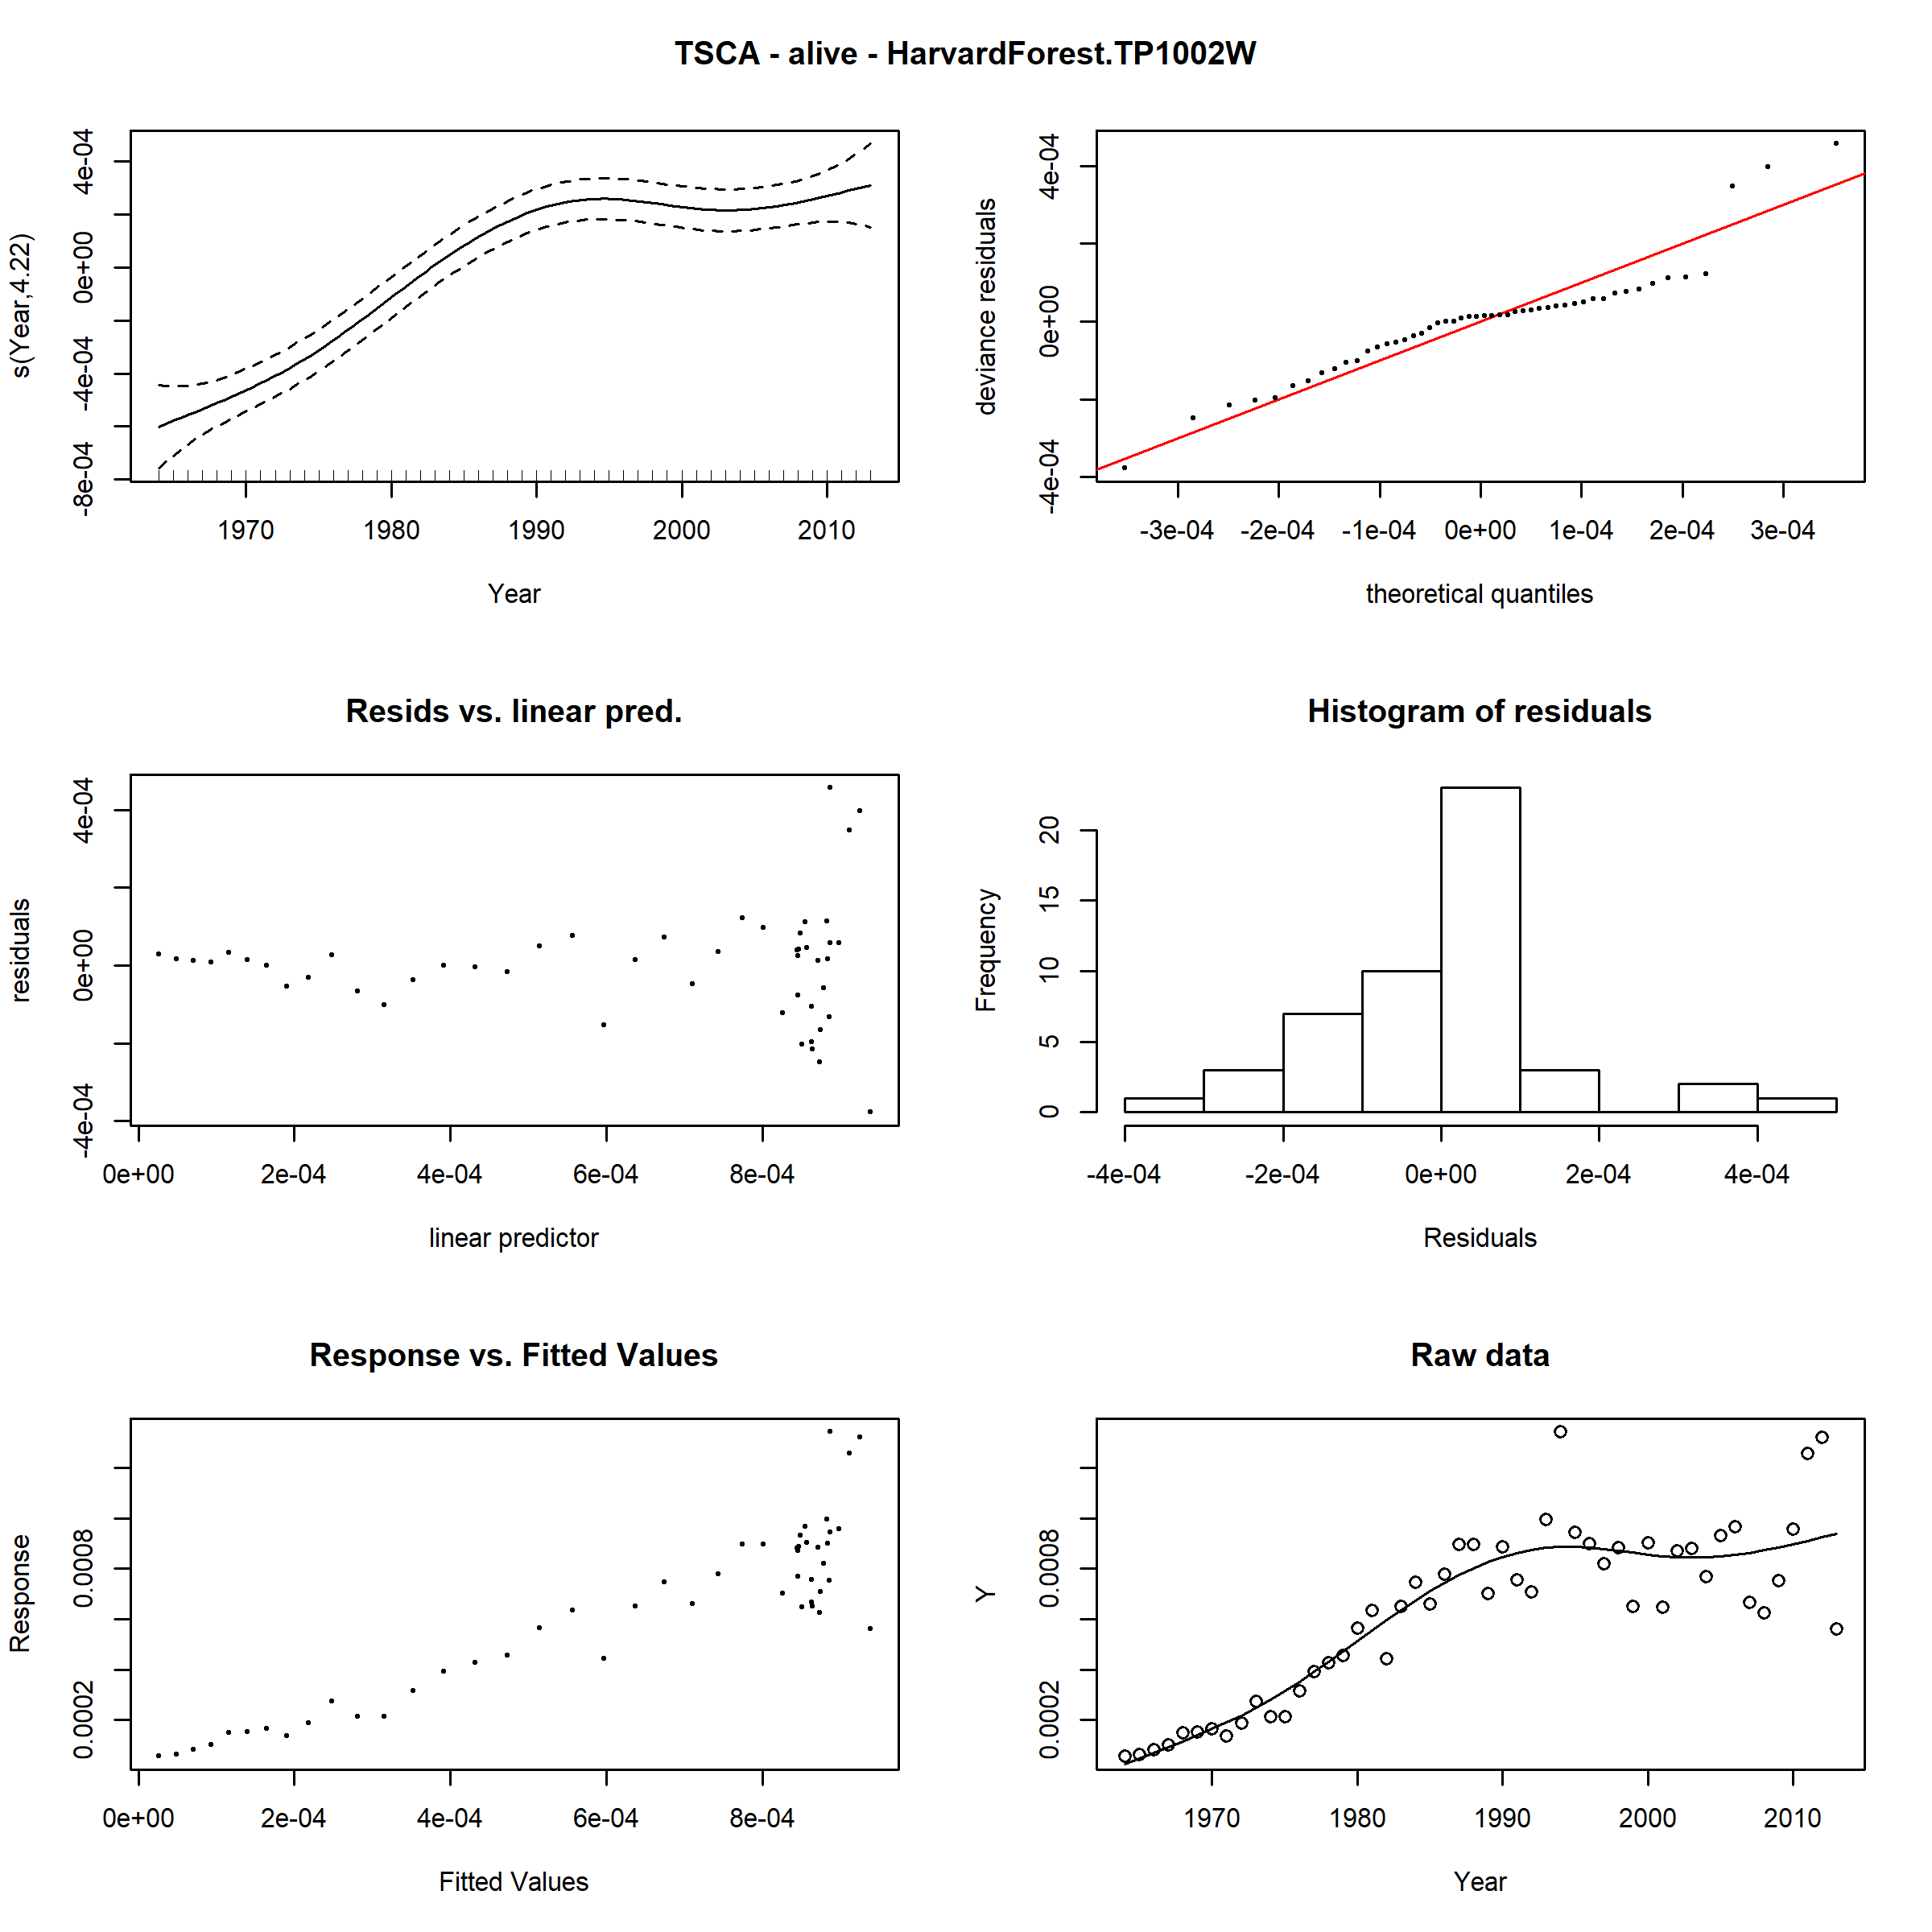 TSCA - alive - HarvardForest.TP1002W
s(Year,4.22)
-8e-04 -4e-04 0e+00 4e-04
1970 1980 1990 2000 2010
Year
deviance residuals
-4e-04 0e+00 4e-04
-3e-04 -2e-04 -1e-04 0e+00 1e-04 2e-04 3e-04
theoretical quantiles
Resids vs. linear pred.
residuals
-4e-04 0e+00 4e-04
0e+00 2e-04 4e-04 6e-04 8e-04
linear predictor
Histogram of residuals
Frequency
0 5 10 15 20
-4e-04 -2e-04 0e+00 2e-04 4e-04
Residuals
Response vs. Fitted Values
Response
0.0002 0.0008
0e+00 2e-04 4e-04 6e-04 8e-04
Fitted Values
Raw data
Y
0.0002 0.0008
1970 1980 1990 2000 2010
Year